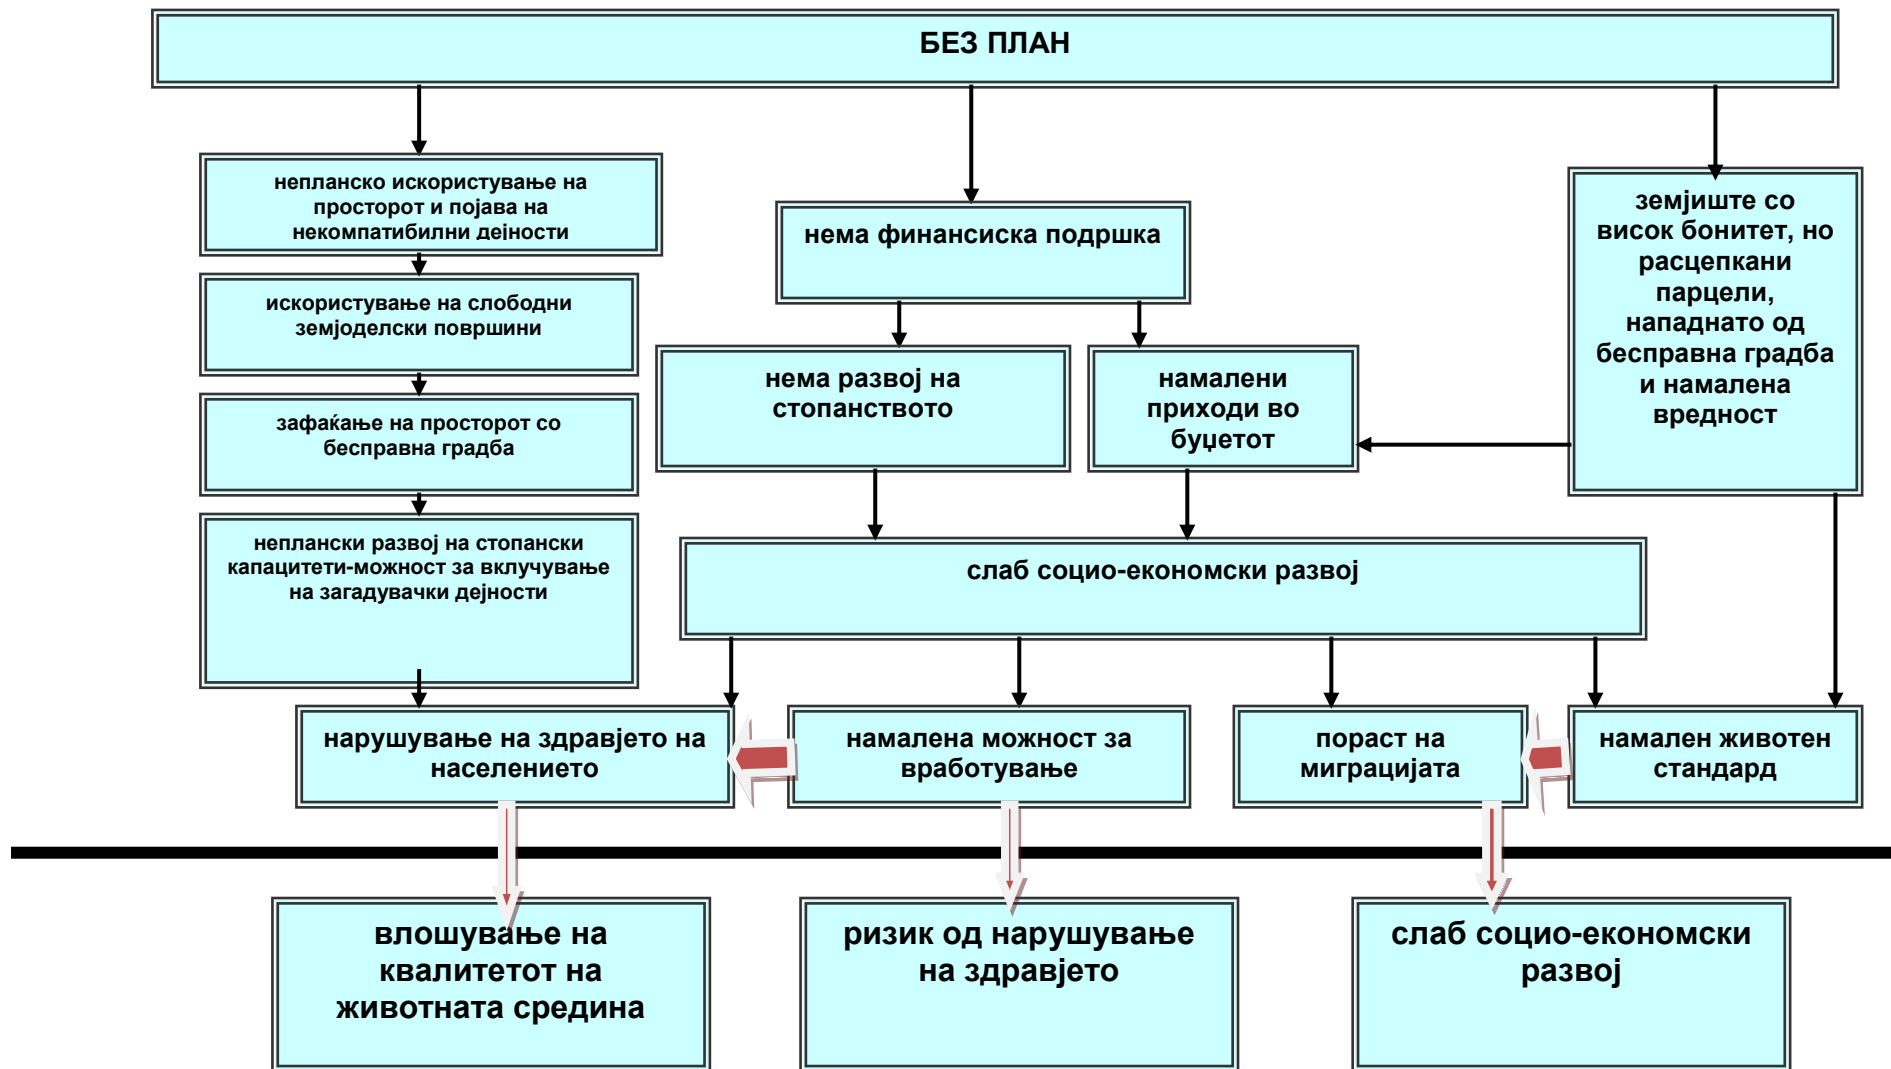 БЕЗ ПЛАН
непланско искористување на
просторот и појава на
некомпатибилни дејности
искористување на слободни
земјоделски површини
зафаќање на просторот со
бесправна градба
неплански развој на стопански
капацитети-можност за вклучување
на загадувачки дејности
нема финансиска подршка
нема развој на
стопанството
намалени
приходи во
буџетот
земјиште со
висок бонитет, но
расцепкани
парцели,
нападнато од
бесправна градба
и намалена
вредност
слаб социо-економски развој
нарушување на здравјето на
населението
намалена можност за
вработување
пораст на
миграцијата
намален животен
стандард
влошување на
квалитетот на
животната средина
ризик од нарушување
на здравјето
слаб социо-економски
развој